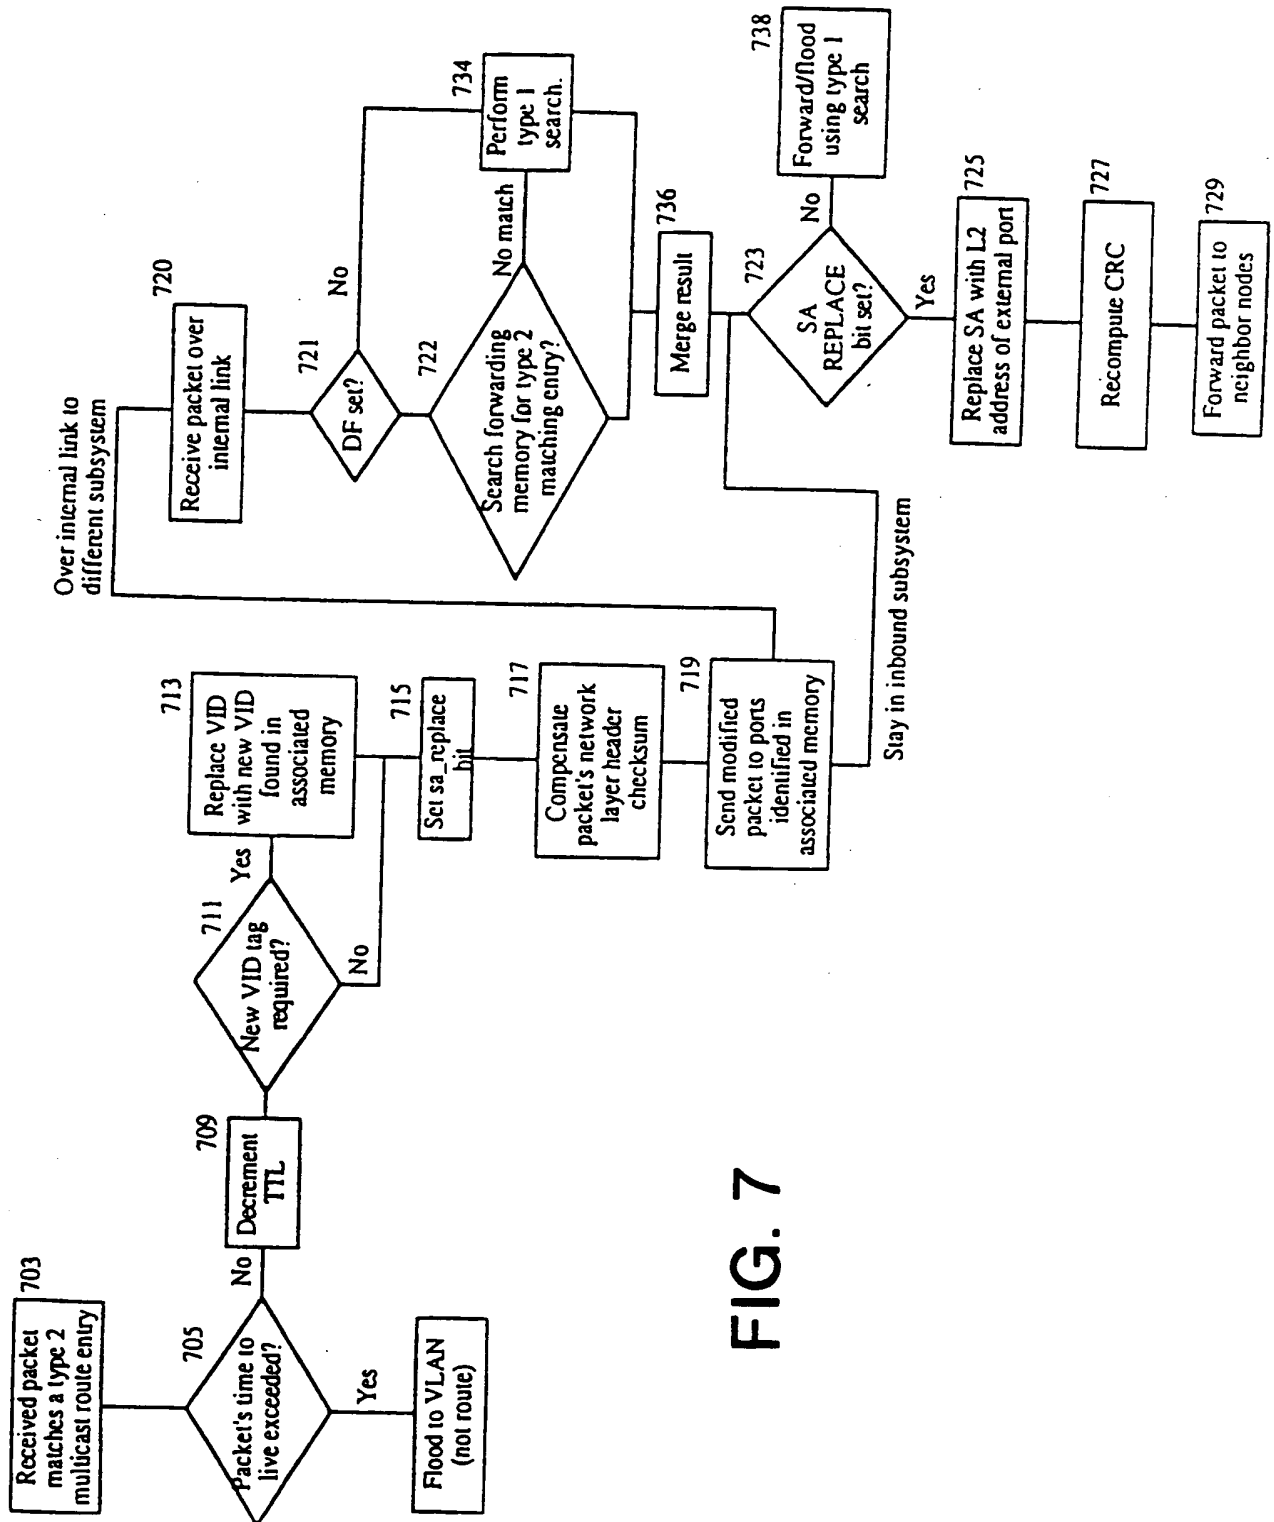 703
Received packet
matches a type 2
multicast route entry
705
Packet's time to
live exceeded?
Yes
Flood to VLAN
(not route)
No
709
Decrement
TTL
711
New VID tag
required?
Yes
No
713
Replace VID
with new VID
found in
associated
memory
715
Set sa_replace
bit
717
Compensate
packet's network
layer header
checksum
719
Send modified
packet to ports
identified in
associated memory
Over internal link to
different subsystem
Stay in inbound subsystem
720
Receive packet over
internal link
721
DF set?
No
722
Search forwarding
memory for type 2
matching entry?
No match
734
Perform
type 1
search.
736
Merge result
723
SA
REPLACE
bit set?
No
738
Forward/flood
using type 1
search
Yes
725
Replace SA with L2
address of external port
727
Recompute CRC
729
Forward packet to
neighbor nodes
FIG. 7